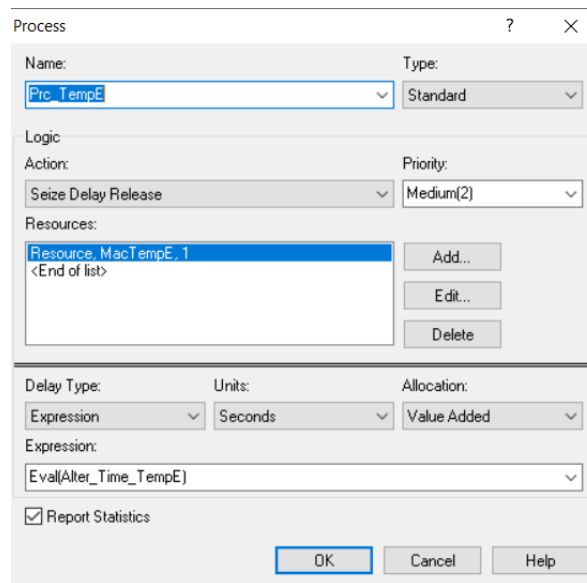 Process ? ×
Name: Type:
Prc_TempE Standard
Logic
Action: Priority:
Seize Delay Release Medium(2)
Resources:
Resource, MacTempE, 1
<End of list>
Add...
Edit...
Delete
Delay Type: Units: Allocation:
Expression Seconds Value Added
Expression:
Eval(Alter_Time_TempE)
Report Statistics
OK Cancel Help